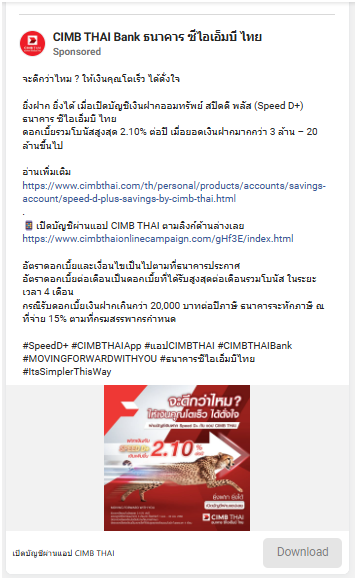 CIMB THAI Bank ธนาคาร ซีไอเอ็มบี ไทย
Sponsored
จะดีกว่าไหม ? ให้เงินคุณโตเร็ว ได้ดั่งใจ
ยิ่งฝาก ยิ่งได้ เมื่อเปิดบัญชีเงินฝากออมทรัพย์ สปีดดี พลัส (Speed D+)
ธนาคาร ซีไอเอ็มบี ไทย
ดอกเบี้ยรวมโบนัสสูงสุด 2.10% ต่อปี เมื่อยอดเงินฝากมากกว่า 3 ล้าน – 20
ล้านขึ้นไป
อ่านเพิ่มเติม
https://www.cimbthai.com/th/personal/products/accounts/savings-
account/speed-d-plus-savings-by-cimb-thai.html
.
เปิดบัญชีผ่านแอป CIMB THAI ตามลิงก์ด้านล่างเลย
https://www.cimbthaionlinecampaign.com/gHf3E/index.html
อัตราดอกเบี้ยและเงื่อนไขเป็นไปตามที่ธนาคารประกาศ
อัตราดอกเบี้ยต่อเดือนเป็นดอกเบี้ยที่ได้รับสูงสุดต่อเดือนรวมโบนัส ในระยะ
เวลา 4 เดือน
กรณีรับดอกเบี้ยเงินฝากเกินกว่า 20,000 บาทต่อปีภาษี ธนาคารจะหักภาษี ณ
ที่จ่าย 15% ตามที่กรมสรรพากรกำหนด
#SpeedD+ #CIMBTHAIApp #แอปCIMBTHAI #CIMBTHAIBank
#MOVINGFORWARDWITHYOU #ธนาคารซีไอเอ็มบีไทย
#ItsSimplerThisWay
จะดีกว่าไหม?
ให้เงินคุณโตเร็ว ได้ดั่งใจ
2.10%
ยิ่งฝาก ยิ่งได้
CIMB THAI
เปิดบัญชีผ่านแอป CIMB THAI
Download